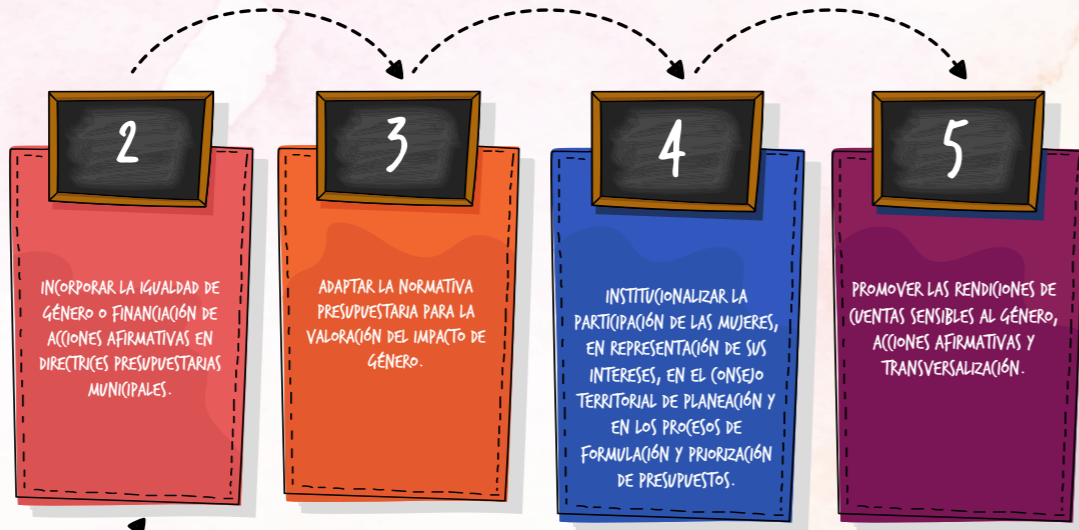 2
INCORPORAR LA IGUALDAD DE
GÉNERO O FINANCIACIÓN DE
ACCIONES AFIRMATIVAS EN
DIRECTRICES PRESUPUESTARIAS
MUNICIPALES.
3
ADAPTAR LA NORMATIVA
PRESUPUESTARIA PARA LA
VALORACIÓN DEL IMPACTO DE
GÉNERO.
4
INSTITUCIONALIZAR LA
PARTICIPACIÓN DE LAS MUJERES,
EN REPRESENTACIÓN DE SUS
INTERESES, EN EL CONSEJO
TERRITORIAL DE PLANEACIÓN Y
EN LOS PROCESOS DE
FORMULACIÓN Y PRIORIZACIÓN
DE PRESUPUESTOS.
5
PROMOVER LAS RENDICIONES DE
CUENTAS SENSIBLES AL GÉNERO,
ACCIONES AFIRMATIVAS Y
TRANSVERSALIZACIÓN.